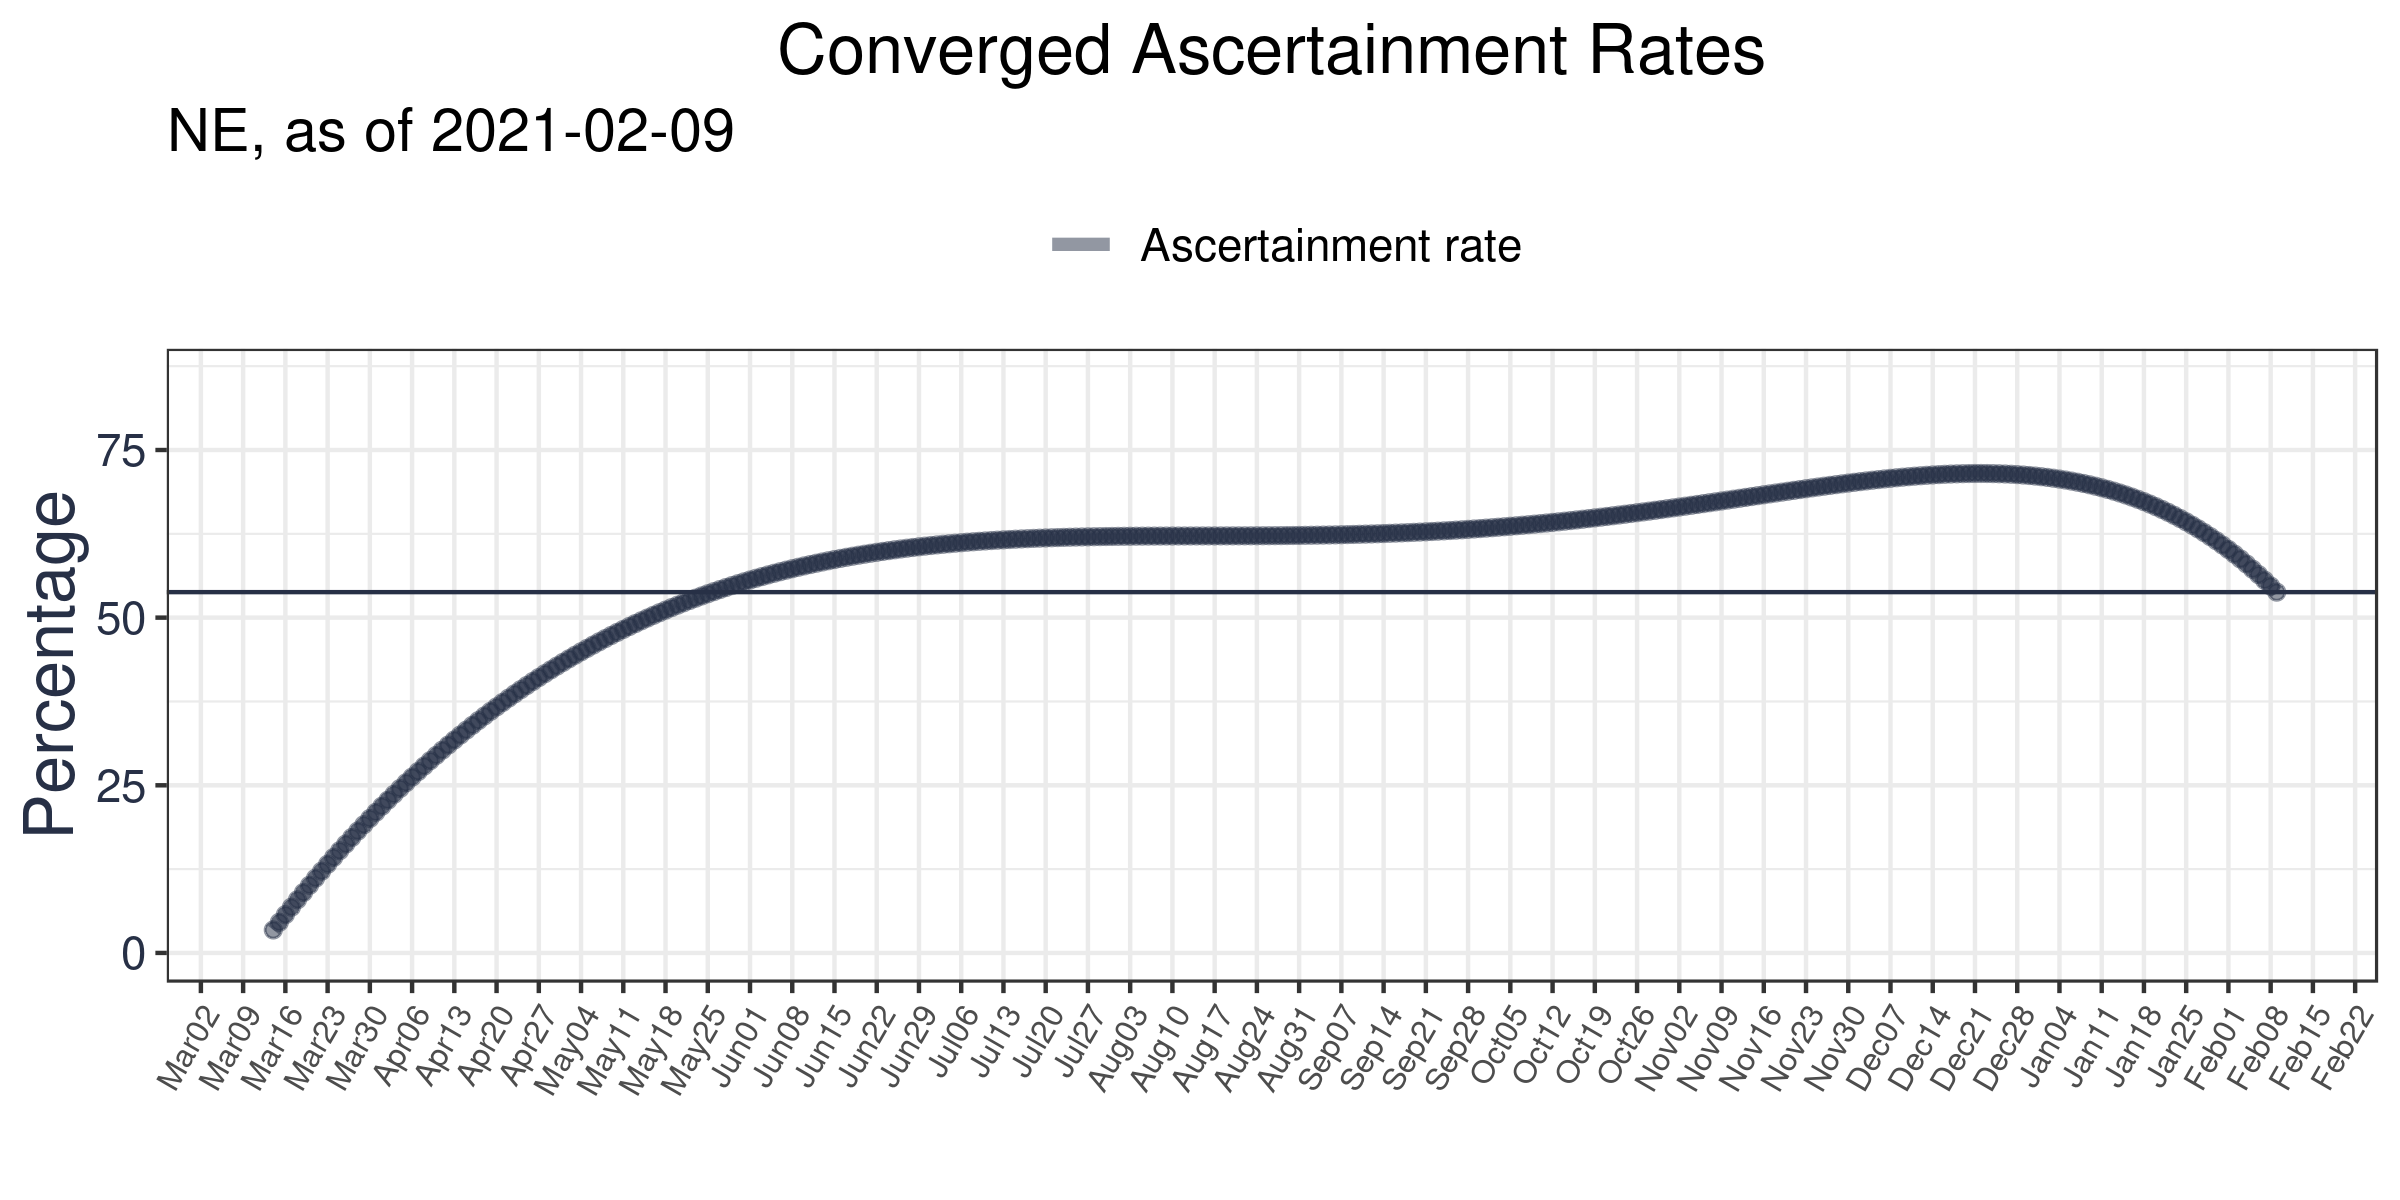 Converged Ascertainment Rates
NE, as of 2021-02-09
Ascertainment rate
Percentage
75
50
25
0
Mar02
Mar09
Mar16
Mar23
Mar30
Apr06
Apr13
Apr20
Apr27
May04
May11
May18
May25
Jun01
Jun08
Jun15
Jun22
Jun29
Jul06
Jul13
Jul20
Jul27
Aug03
Aug10
Aug17
Aug24
Aug31
Sep07
Sep14
Sep21
Sep28
Oct05
Oct12
Oct19
Oct26
Nov02
Nov09
Nov16
Nov23
Nov30
Dec07
Dec14
Dec21
Dec28
Jan04
Jan11
Jan18
Jan25
Feb01
Feb08
Feb15
Feb22